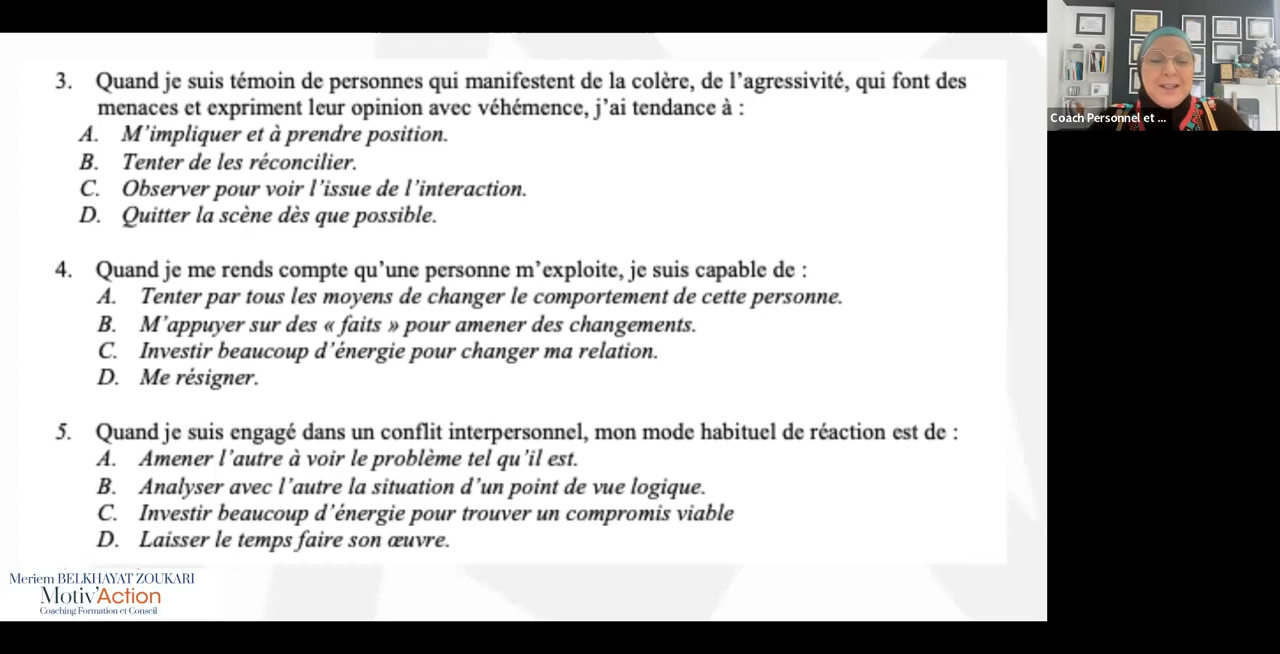 3. Quand je suis témoin de personnes qui manifestent de la colère, de l’agressivité, qui font des
menaces et expriment leur opinion avec véhémence, j’ai tendance à :
A. M’impliquer et à prendre position.
B. Tenter de les réconcilier.
C. Observer pour voir l’issue de l’interaction.
D. Quitter la scène dès que possible.
4. Quand je me rends compte qu’une personne m’exploite, je suis capable de :
A. Tenter par tous les moyens de changer le comportement de cette personne.
B. M’appuyer sur des « faits » pour amener des changements.
C. Investir beaucoup d’énergie pour changer ma relation.
D. Me résigner.
5. Quand je suis engagé dans un conflit interpersonnel, mon mode habituel de réaction est de :
A. Amener l’autre à voir le problème tel qu’il est.
B. Analyser avec l’autre la situation d’un point de vue logique.
C. Investir beaucoup d’énergie pour trouver un compromis viable
D. Laisser le temps faire son œuvre.
Meriem BELKHAYAT ZOUKARI
Motiv'Action
Coaching Formation et Conseil
Coach Personnel et ...